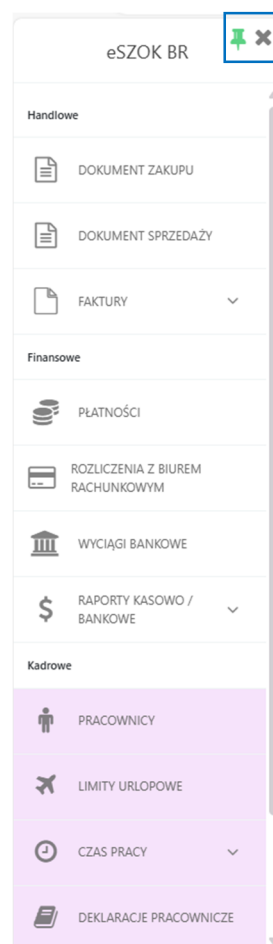 eSZOK BR
Handlowe
DOKUMENT ZAKUPU
DOKUMENT SPRZEDAŻY
FAKTURY
Finansowe
PŁATNOŚCI
ROZLICZENIA Z BIUREM
RACHUNKOWYM
WYCIĄGI BANKOWE
RAPORTY KASOWO /
BANKOWE
Kadrowe
PRACOWNICY
LIMITY URLOPOWE
CZAS PRACY
DEKLARACJE PRACOWNICZE